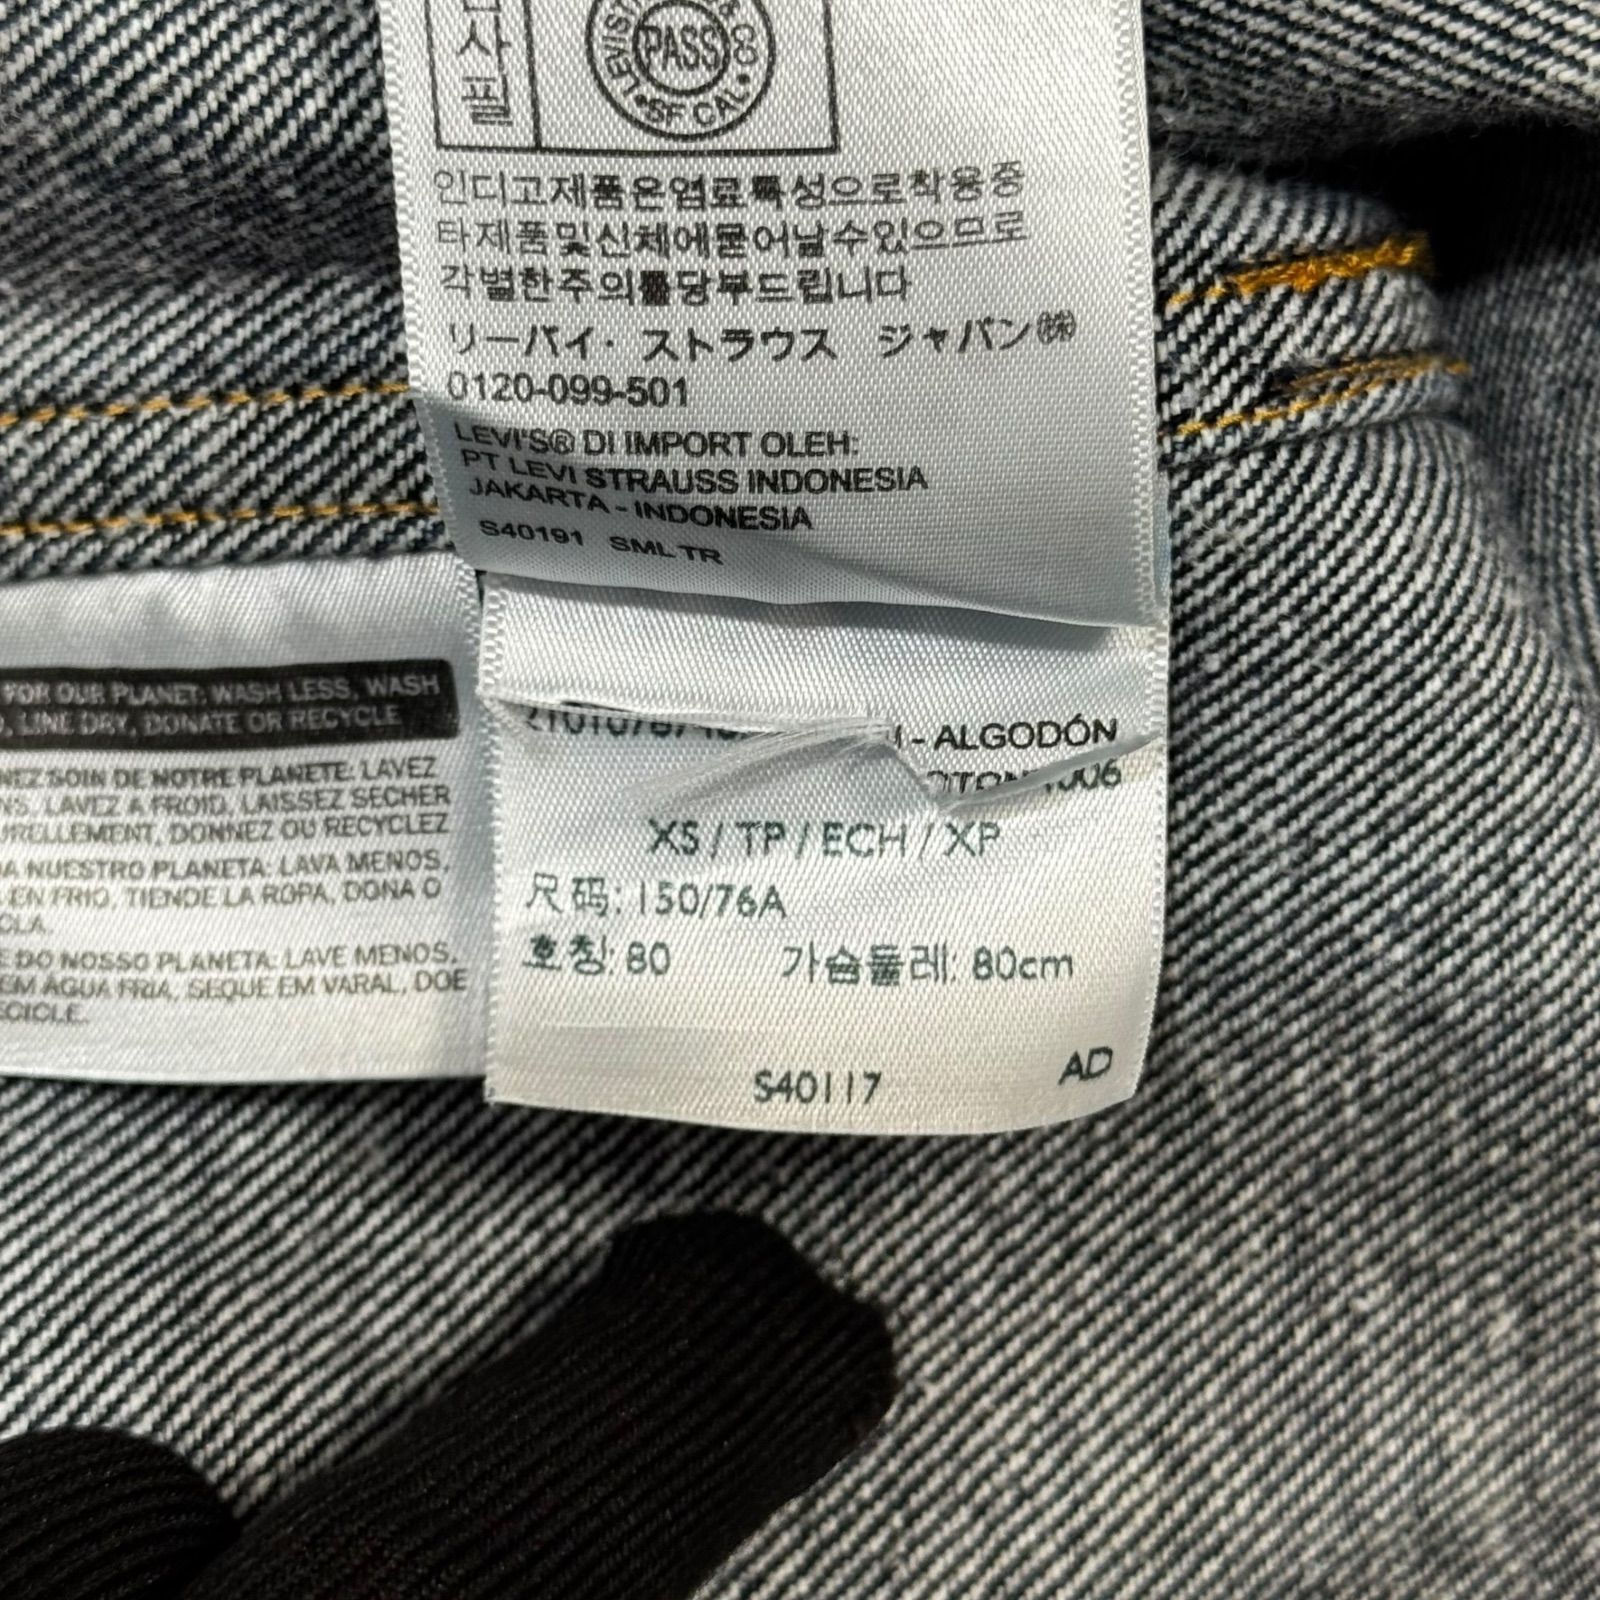 사필
LEVI STRAUSS & CO
PASS
SF CAL
인디고제품은염료특성으로착용중
타제품및신체에묻어날수있으므로
각별한주의를당부드립니다
リーバイ・ストラウス ジャパン㈱
0120-099-501
LEVI'S® DI IMPORT OLEH:
PT LEVI STRAUSS INDONESIA
JAKARTA - INDONESIA
S40191 SML TR
FOR OUR PLANET: WASH LESS, WASH
, LINE DRY, DONATE OR RECYCLE
NEZ SOIN DE NOTRE PLANETE: LAVEZ
NS, LAVEZ A FROID, LAISSEZ SECHER
URELLEMENT, DONNEZ OU RECYCLEZ
A NUESTRO PLANETA: LAVA MENOS,
EN FRIO, TIENDE LA ROPA, DONA O
CLA.
E DO NOSSO PLANETA: LAVE MENOS,
EM ÁGUA FRIA, SEQUE EM VARAL, DOE
ECICLE.
- ALGODÓN
XS / TP / ECH / XP
尺码: 150/76A
호칭: 80 가슴둘레: 80cm
S40117 AD